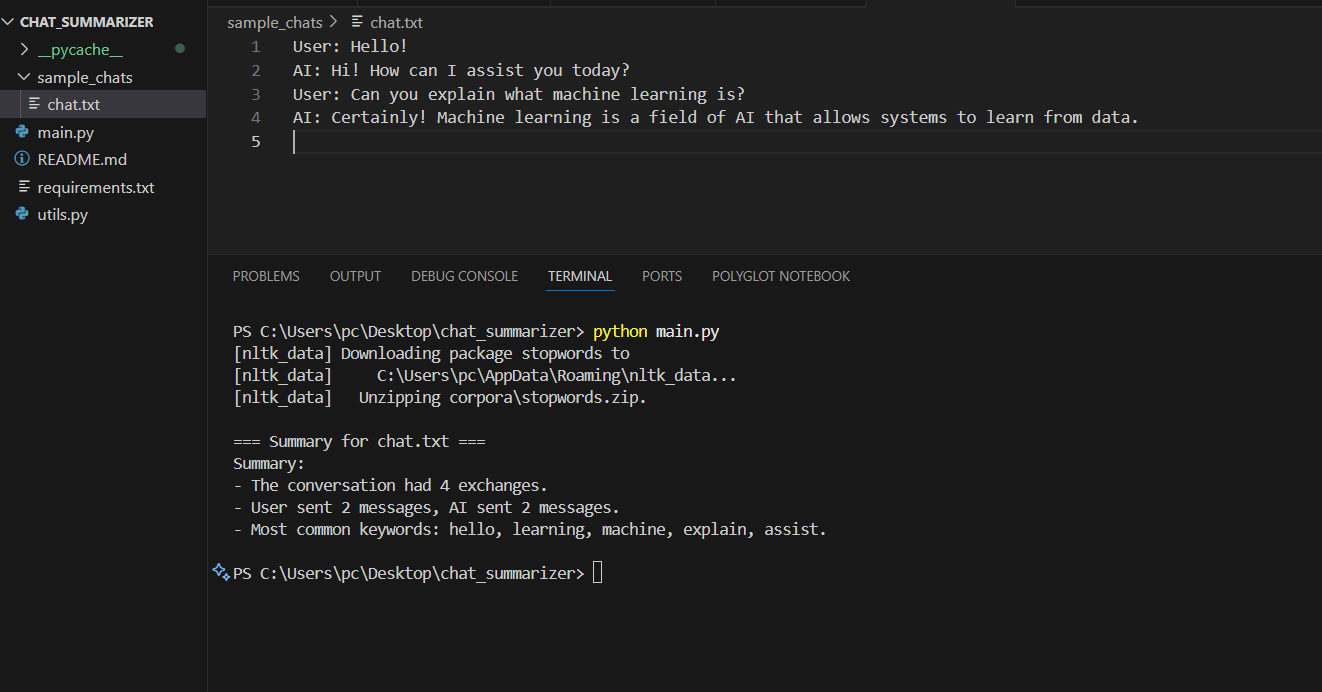 CHAT_SUMMARIZER
__pycache__
sample_chats
chat.txt
main.py
README.md
requirements.txt
utils.py
sample_chats > chat.txt
1 User: Hello!
2 AI: Hi! How can I assist you today?
3 User: Can you explain what machine learning is?
4 AI: Certainly! Machine learning is a field of AI that allows systems to learn from data.
5
PROBLEMS OUTPUT DEBUG CONSOLE TERMINAL PORTS POLYGLOT NOTEBOOK
PS C:\Users\pc\Desktop\chat_summarizer> python main.py
[nltk_data] Downloading package stopwords to
[nltk_data]     C:\Users\pc\AppData\Roaming\nltk_data...
[nltk_data]   Unzipping corpora\stopwords.zip.
=== Summary for chat.txt ===
Summary:
- The conversation had 4 exchanges.
- User sent 2 messages, AI sent 2 messages.
- Most common keywords: hello, learning, machine, explain, assist.
PS C:\Users\pc\Desktop\chat_summarizer>